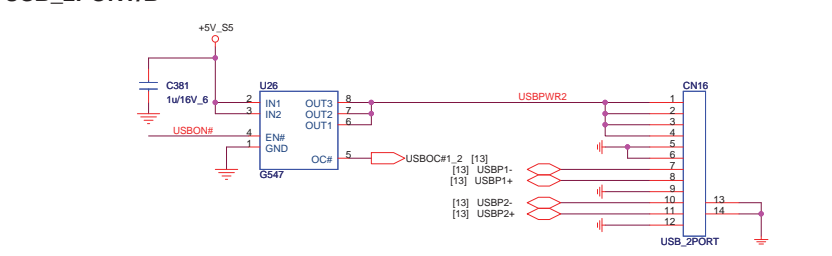 +5V_S5
C381
1u/16V_6
U26
2 IN1 OUT3 8
3 IN2 OUT2 7
OUT1 6
USBON# 4 EN#
1 GND
OC# 5 USBOC#1_2 [13]
G547
USBPWR2
CN16
1
2
3
4
5
6
[13] USBP1- 7
[13] USBP1+ 8
9
[13] USBP2- 10 13
[13] USBP2+ 11 14
12
USB_2PORT